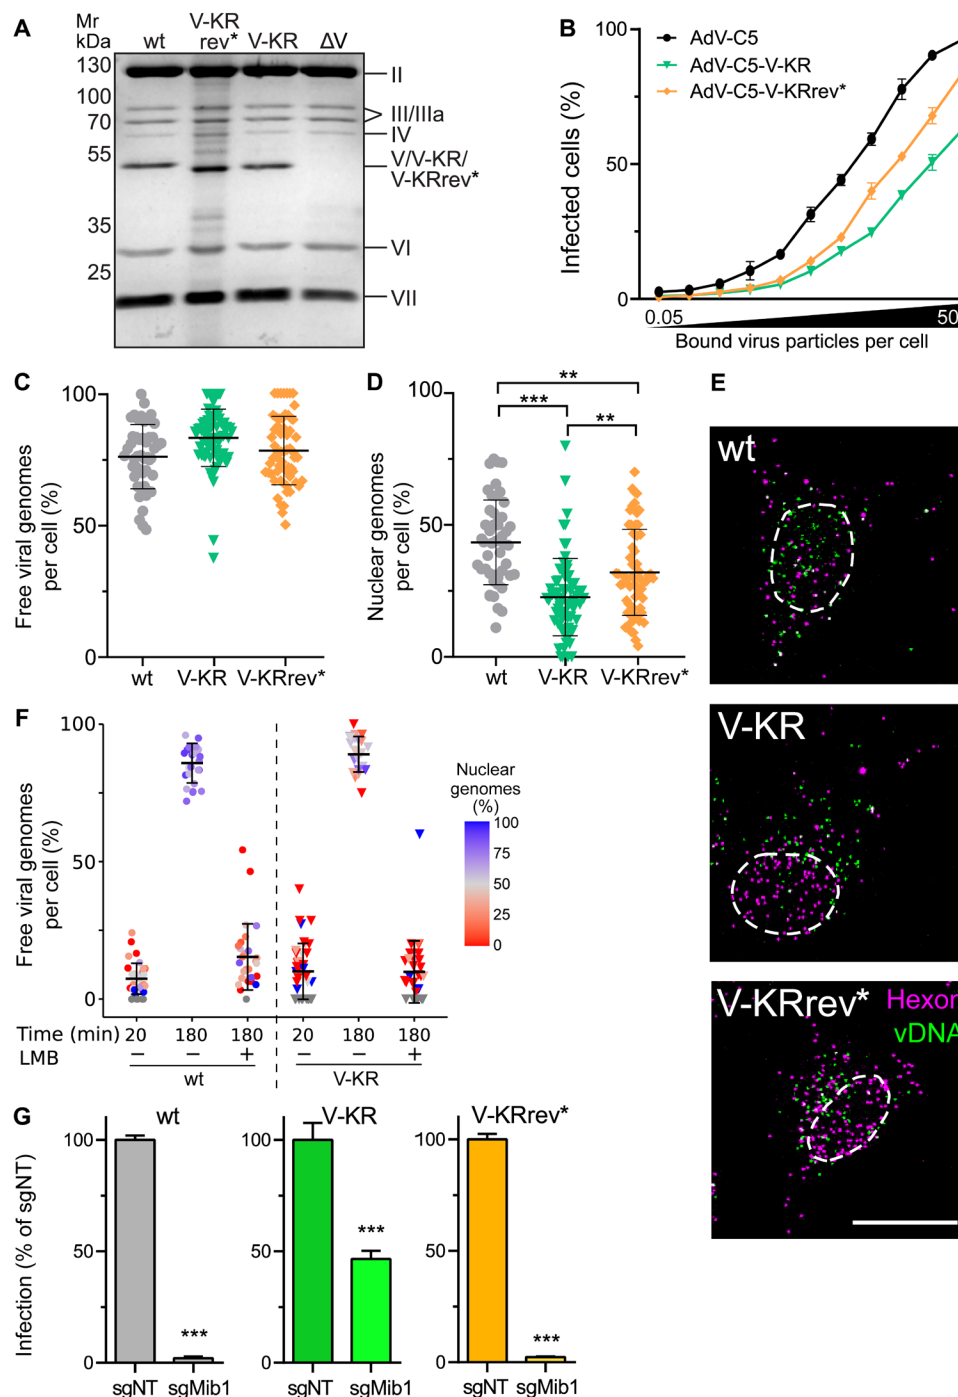 A
Mr
kDa
wt
V-KR
rev*
V-KR
ΔV
130
100
70
55
35
25
II
III/IIIa
IV
V/V-KR/
V-KRrev*
VI
VII
B
Infected cells (%)
100
50
0
AdV-C5
AdV-C5-V-KR
AdV-C5-V-KRrev*
0.05
50
Bound virus particles per cell
C
Free viral genomes
per cell (%)
100
50
0
wt
V-KR
V-KRrev*
D
Nuclear genomes
per cell (%)
100
50
0
**
***
**
wt
V-KR
V-KRrev*
E
wt
V-KR
V-KRrev*
Hexon
vDNA
F
Free viral genomes
per cell (%)
100
50
0
Nuclear
genomes
(%)
100
75
50
25
0
Time (min)
20
180
180
20
180
180
LMB
–
–
+
–
–
+
wt
V-KR
G
Infection (% of sgNT)
wt
100
50
0
***
sgNT
sgMib1
V-KR
100
50
0
***
sgNT
sgMib1
V-KRrev*
100
50
0
***
sgNT
sgMib1